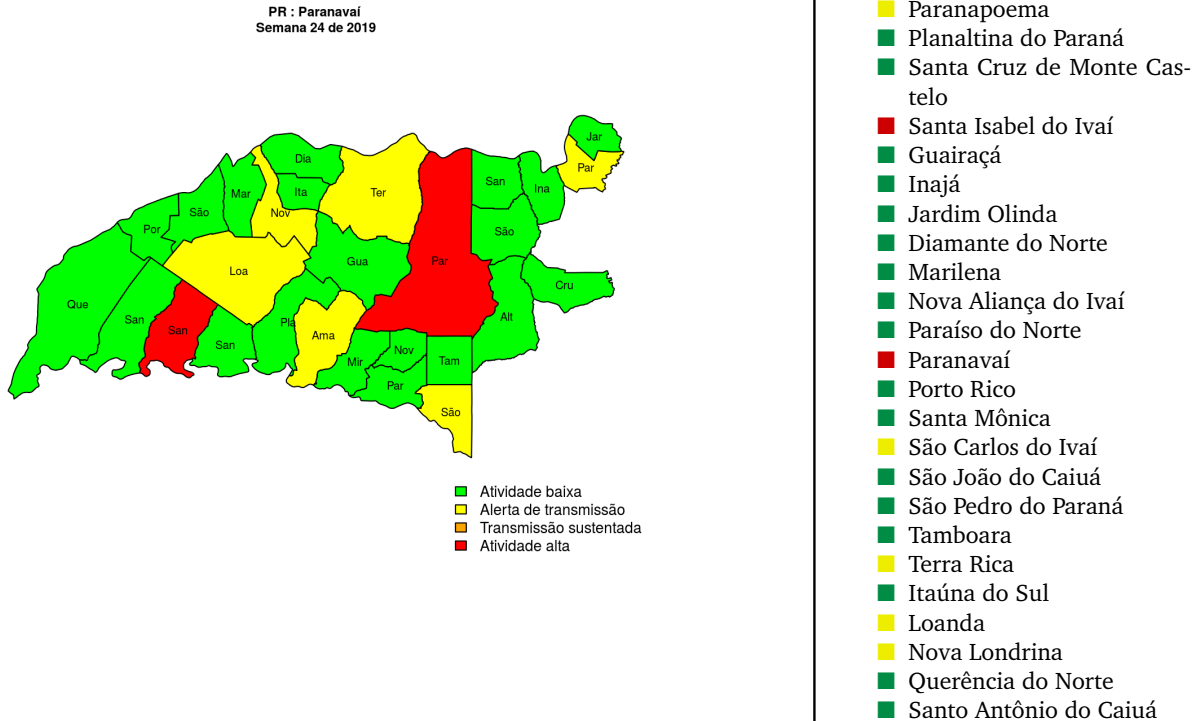 PR : Paranavaí
Semana 24 de 2019
Jar
Par
Dia
Mar
Ita
Ter
San
Ina
São
Nov
Por
São
Loa
Gua
Par
Cru
Que
San
San
San
Pla
Ama
Alt
Mir
Nov
Tam
Par
São
Atividade baixa
Alerta de transmissão
Transmissão sustentada
Atividade alta
Paranapoema
Planaltina do Paraná
Santa Cruz de Monte Cas-
telo
Santa Isabel do Ivaí
Guairaçá
Inajá
Jardim Olinda
Diamante do Norte
Marilena
Nova Aliança do Ivaí
Paraíso do Norte
Paranavaí
Porto Rico
Santa Mônica
São Carlos do Ivaí
São João do Caiuá
São Pedro do Paraná
Tamboara
Terra Rica
Itaúna do Sul
Loanda
Nova Londrina
Querência do Norte
Santo Antônio do Caiuá